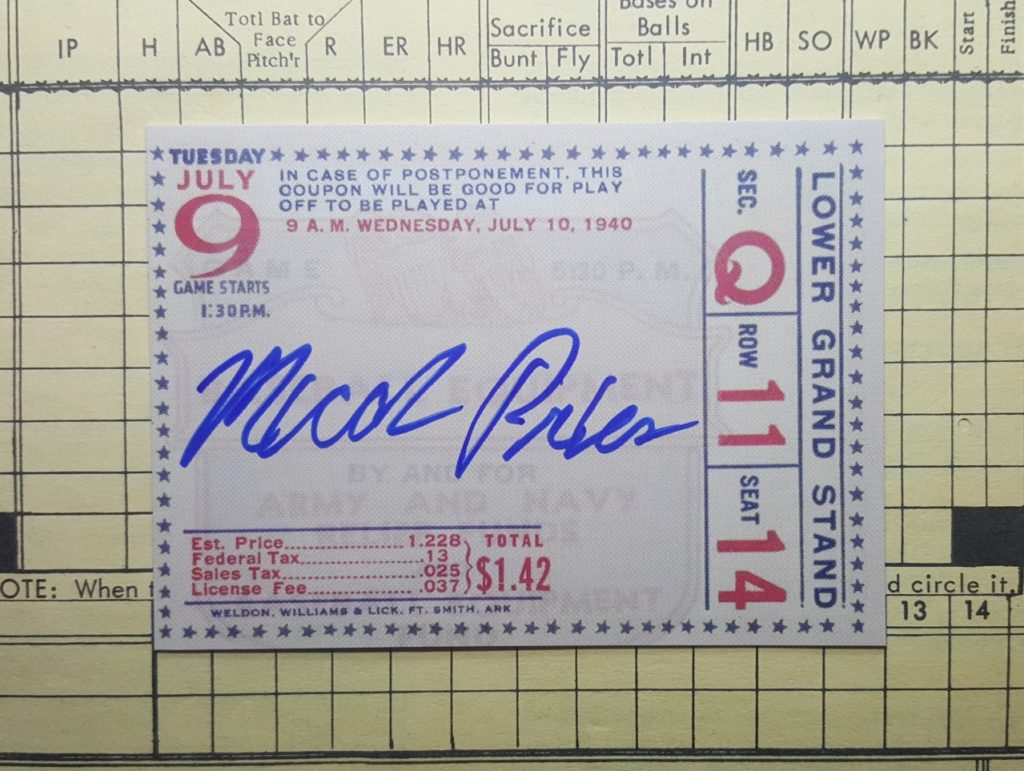 Start
Finish
Totl Bat to
Face
Pitch'r
Sacrifice
Bases on
Balls
IP H AB R ER HR Bunt Fly Totl Int HB SO WP BK
TUESDAY
JULY
9
GAME STARTS
1:30 P.M.
IN CASE OF POSTPONEMENT, THIS
COUPON WILL BE GOOD FOR PLAY
OFF TO BE PLAYED AT
9 A. M. WEDNESDAY, JULY 10, 1940
SEC.
Q
ROW
11
SEAT
14
LOWER GRAND STAND
BY AND FOR
ARMY AND NAVY
Est. Price 1.228
Federal Tax .13
Sales Tax .025
License Fee .037
TOTAL
$1.42
WELDON, WILLIAMS & LICK, FT. SMITH, ARK
OTE: When
d circle it.
13 14